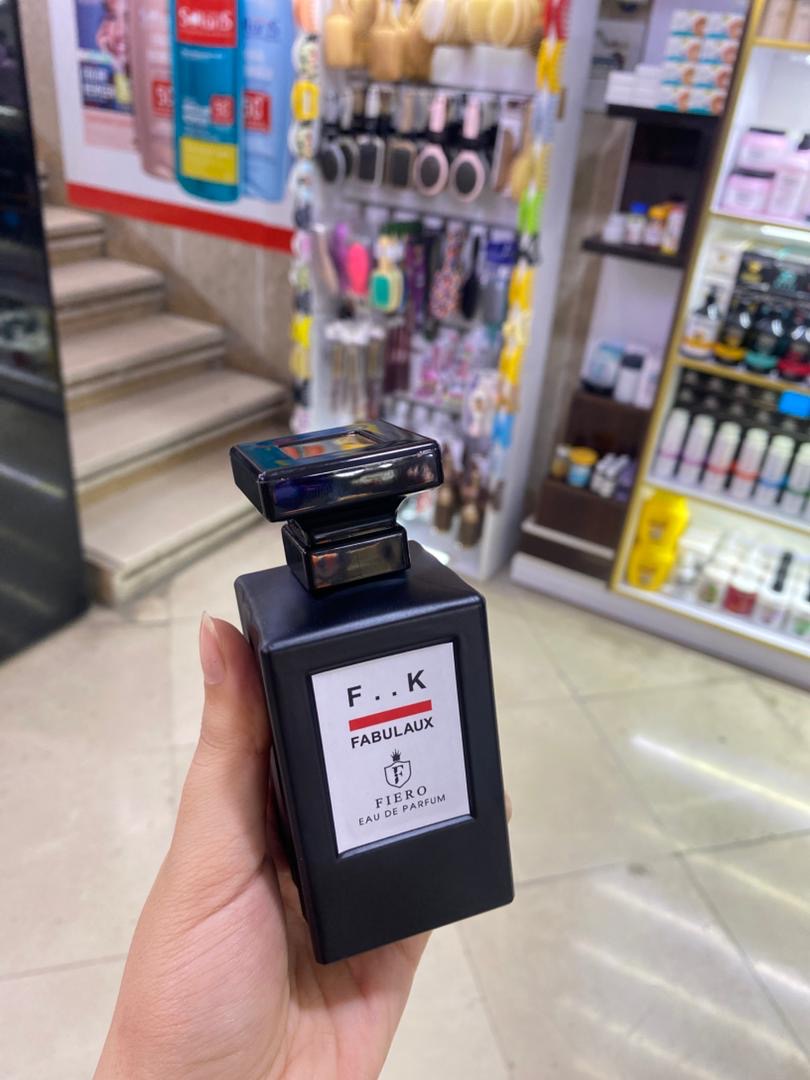 F . . K
FABULAUX
F
FIERO
EAU DE PARFUM